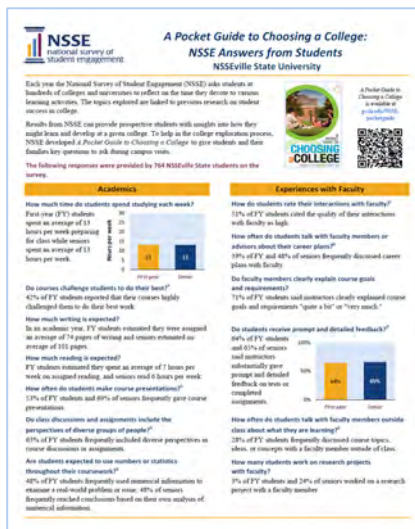 NSSE
national survey of
student engagement
A Pocket Guide to Choosing a College:
NSSE Answers from Students
NSSEville State University
Each year the National Survey of Student Engagement (NSSE) asks students at
hundreds of colleges and universities to reflect on the time they devote to various
learning activities. The topics explored are linked to previous research on student
success in college.
Results from NSSE can provide prospective students with insights into how they
might learn and develop at a given college. To help in the college exploration process,
NSSE developed A Pocket Guide to Choosing a College to give students and their
families key questions to ask during campus visits.
The following responses were provided by 764 NSSEville State students on the
survey.
CHOOSING
A COLLEGE
A Pocket Guide to
Choosing a College
is available at
Academics
How much time do students spend studying each week?
First-year (FY) students
spent an average of 13
hours per week preparing
for class while seniors
spent an average of 13
hours per week.
Hours per week
30
25
20
15
10
5
0
13
13
First-year
Senior
Do courses challenge students to do their best?
42% of FY students reported that their courses highly
challenged them to do their best work.
How much writing is expected?
In an academic year, FY students estimated they were assigned
an average of 74 pages of writing and seniors estimated an
average of 101 pages.
How much reading is expected?
FY students estimated they spent an average of 7 hours per
week on assigned reading, and seniors read 6 hours per week.
How often do students make course presentations?
53% of FY students and 69% of seniors frequently gave course
presentations.
Do class discussions and assignments include the
perspectives of diverse groups of people?
63% of FY students frequently included diverse perspectives in
course discussions or assignments.
Are students expected to use numbers or statistics
throughout their coursework?
48% of FY students frequently used numerical information to
examine a real-world problem or issue; 48% of seniors
frequently reached conclusions based on their own analysis of
numerical information.
Experiences with Faculty
How do students rate their interactions with faculty?
51% of FY students rated the quality of their interactions
with faculty as high.
How often do students talk with faculty members or
advisors about their career plans?
39% of FY and 48% of seniors frequently discussed career
plans with faculty.
Do faculty members clearly explain course goals
and requirements?
71% of FY students said instructors clearly explained course
goals and requirements "quite a bit" or "very much."
Do students receive prompt and detailed feedback?
64% of FY students
and 65% of seniors
said instructors
substantially gave
prompt and detailed
feedback on tests or
completed
assignments.
100%
50%
0%
64%
65%
First-year
Senior
How often do students talk with faculty members outside
class about what they are learning?
28% of FY students frequently discussed course topics,
ideas, or concepts with a faculty member outside of class.
How many students work on research projects
with faculty?
24% of seniors worked on a research
project with a faculty member